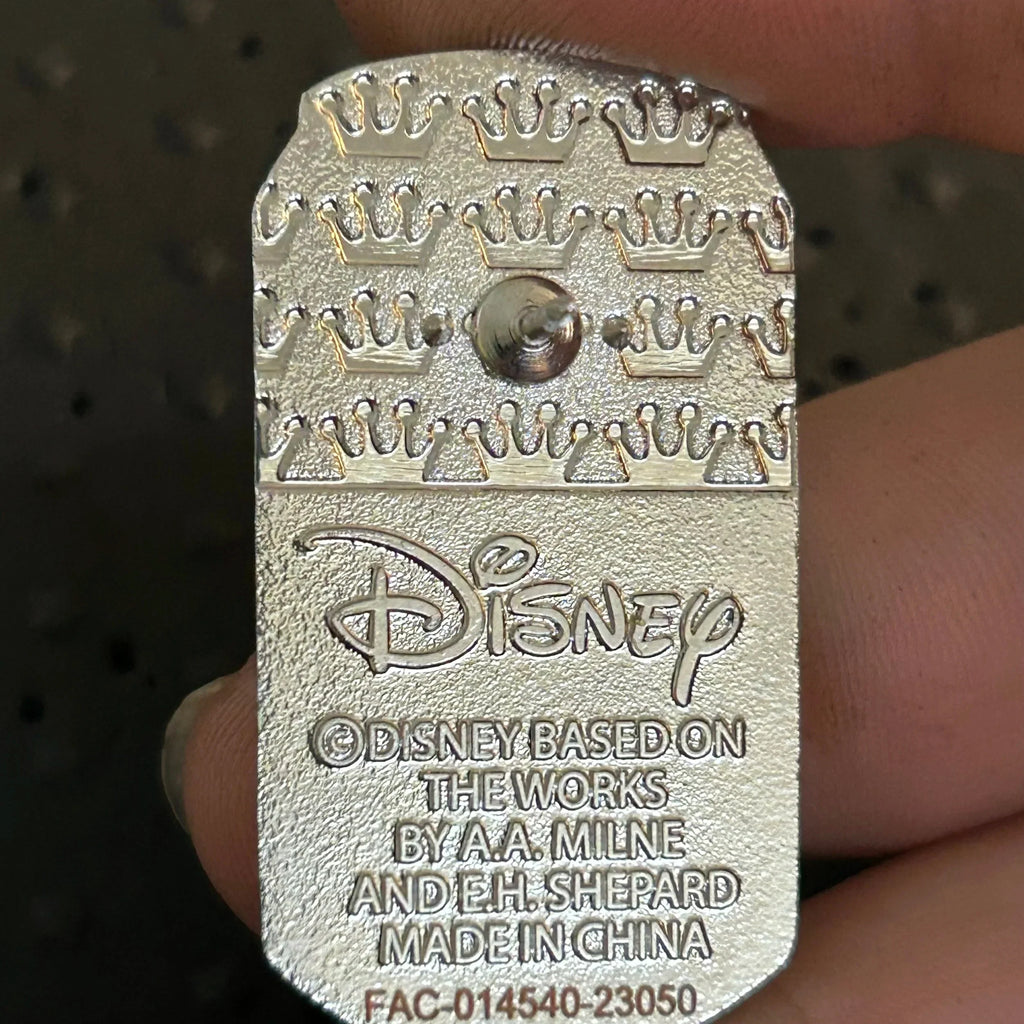 Disney
©DISNEY BASED ON
THE WORKS
BY A.A. MILNE
AND E.H. SHEPARD
MADE IN CHINA
FAC-014540-23050